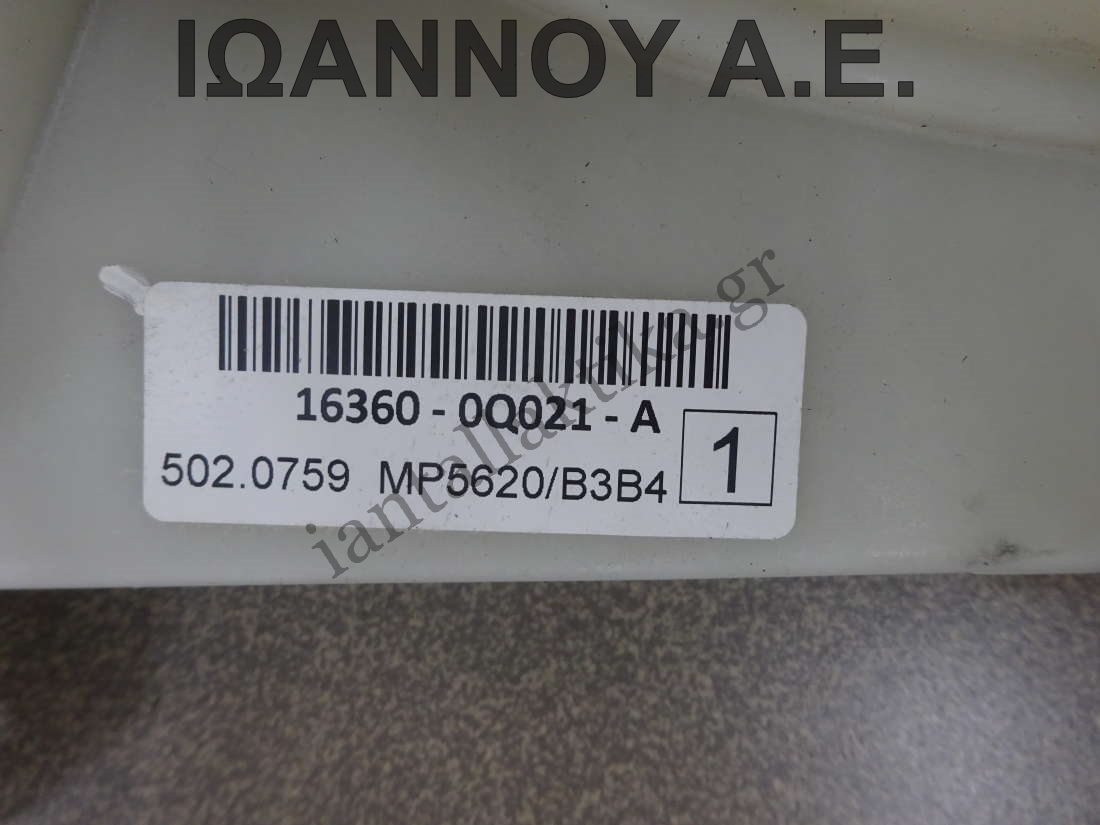 ΙΩΑΝΝΟΥ Α.Ε.
16360 - 0Q021 - A
502.0759 MP5620/B3B4
1
iantallaktika.gr